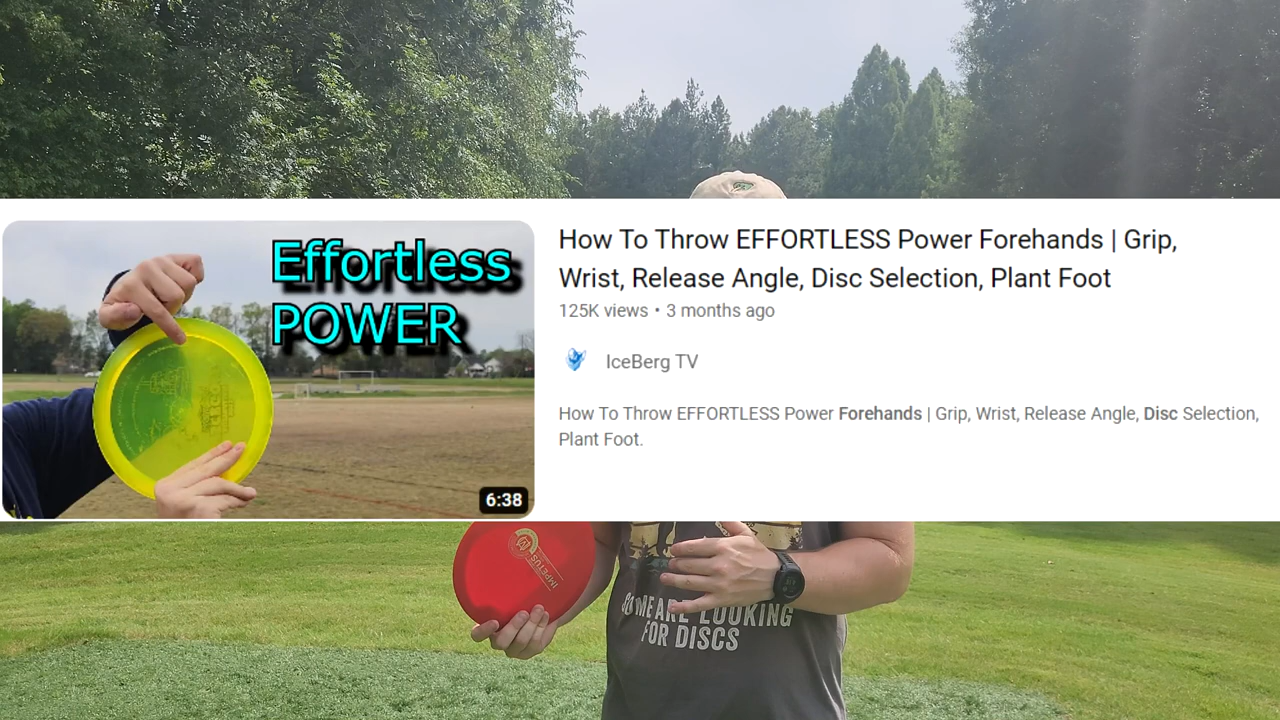 Effortless
POWER
6:38
How To Throw EFFORTLESS Power Forehands | Grip,
Wrist, Release Angle, Disc Selection, Plant Foot
125K views • 3 months ago
IceBerg TV
How To Throw EFFORTLESS Power Forehands | Grip, Wrist, Release Angle, Disc Selection,
Plant Foot.
IMPETUS
SOME ARE LOOKING
FOR DISCS